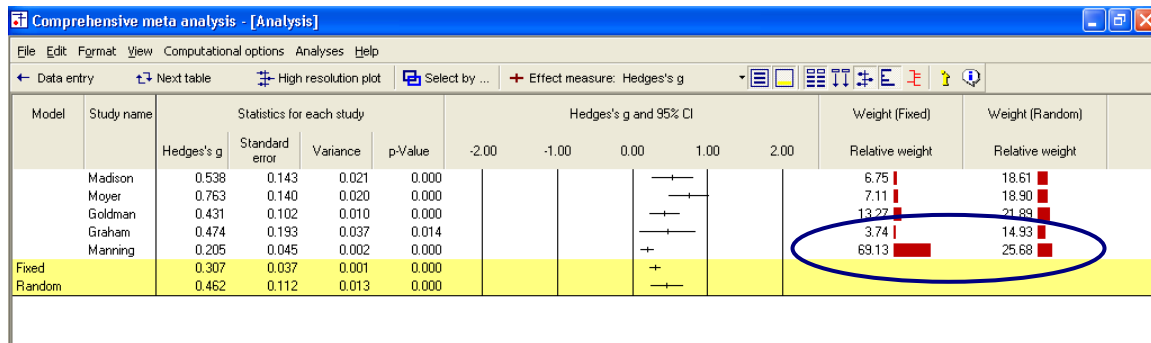 Comprehensive meta analysis - [Analysis]
File Edit Format View Computational options Analyses Help
Data entry Next table High resolution plot Select by ... Effect measure: Hedges's g
Model Study name Statistics for each study Hedges's g and 95% CI Weight (Fixed) Weight (Random)
Hedges's g Standard error Variance p-Value -2.00 -1.00 0.00 1.00 2.00 Relative weight Relative weight
Madison 0.538 0.143 0.021 0.000 6.75 18.61
Moyer 0.763 0.140 0.020 0.000 7.11 18.90
Goldman 0.431 0.102 0.010 0.000 13.27 21.89
Graham 0.474 0.193 0.037 0.014 3.74 14.93
Manning 0.205 0.045 0.002 0.000 69.13 25.68
Fixed 0.307 0.037 0.001 0.000
Random 0.462 0.112 0.013 0.000